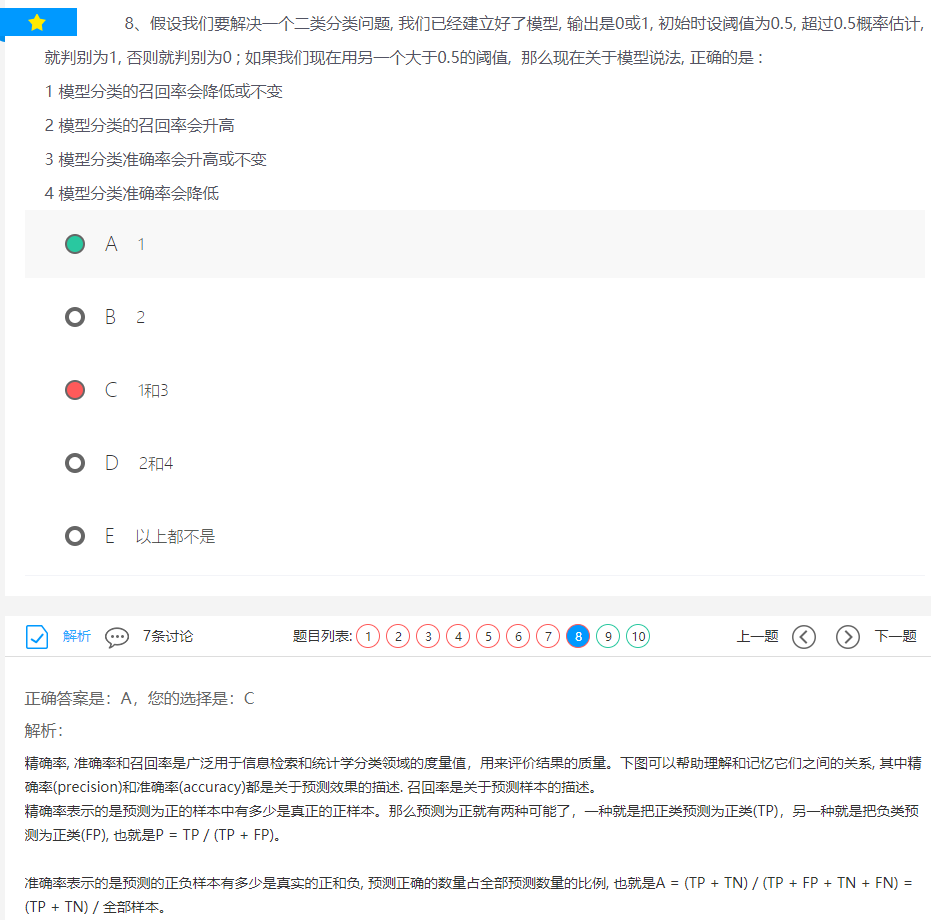 8、假设我们要解决一个二类分类问题, 我们已经建立好了模型, 输出是0或1, 初始时设阈值为0.5, 超过0.5概率估计,
就判别为1, 否则就判别为0 ; 如果我们现在用另一个大于0.5的阈值,  那么现在关于模型说法, 正确的是 :
1 模型分类的召回率会降低或不变
2 模型分类的召回率会升高
3 模型分类准确率会升高或不变
4 模型分类准确率会降低
A 1
B 2
C 1和3
D 2和4
E 以上都不是
解析 7条讨论 题目列表: 1 2 3 4 5 6 7 8 9 10 上一题 下一题
正确答案是：A，您的选择是：C
解析：
精确率, 准确率和召回率是广泛用于信息检索和统计学分类领域的度量值，用来评价结果的质量。下图可以帮助理解和记忆它们之间的关系, 其中精
确率(precision)和准确率(accuracy)都是关于预测效果的描述. 召回率是关于预测样本的描述。
精确率表示的是预测为正的样本中有多少是真正的正样本。那么预测为正就有两种可能了，一种就是把正类预测为正类(TP)，另一种就是把负类预
测为正类(FP), 也就是P = TP / (TP + FP)。
准确率表示的是预测的正负样本有多少是真实的正和负, 预测正确的数量占全部预测数量的比例, 也就是A = (TP + TN) / (TP + FP + TN + FN) =
(TP + TN) / 全部样本。